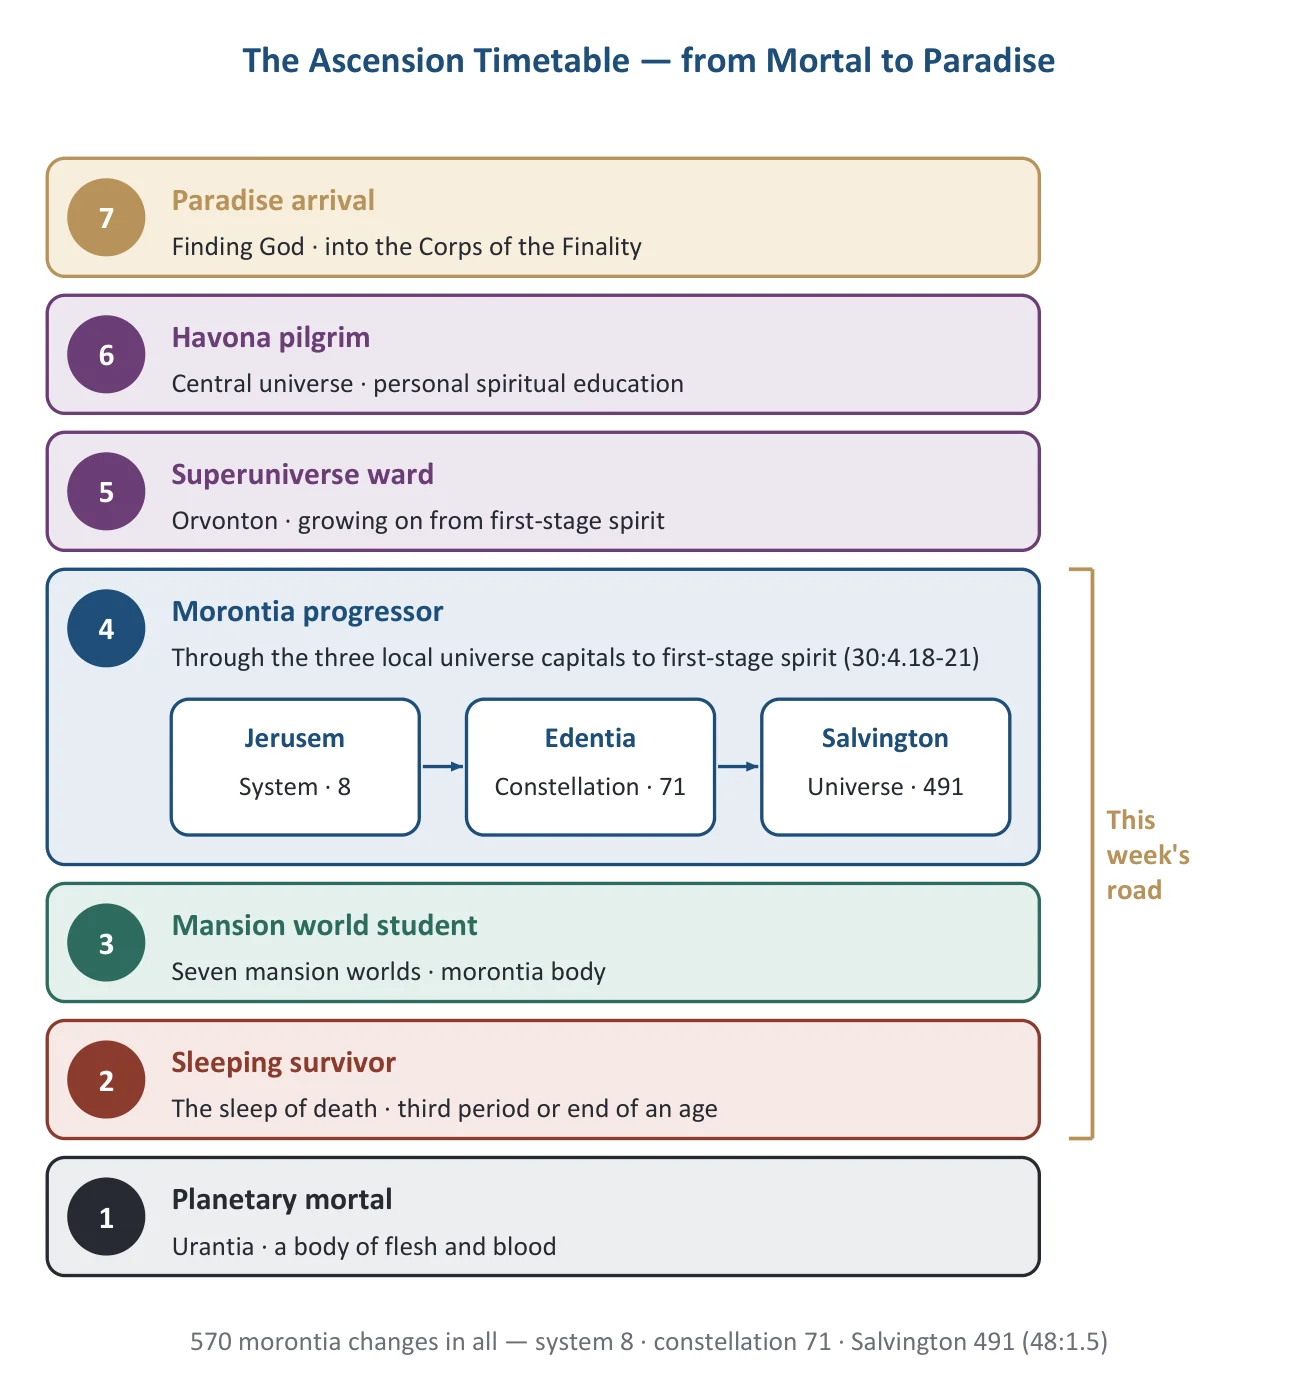 The Ascension Timetable — from Mortal to Paradise
7
Paradise arrival
Finding God · into the Corps of the Finality
6
Havona pilgrim
Central universe · personal spiritual education
5
Superuniverse ward
Orvonton · growing on from first-stage spirit
4
Morontia progressor
Through the three local universe capitals to first-stage spirit (30:4.18-21)
Jerusem
System · 8
Edentia
Constellation · 71
Salvington
Universe · 491
This
week's
road
3
Mansion world student
Seven mansion worlds · morontia body
2
Sleeping survivor
The sleep of death · third period or end of an age
1
Planetary mortal
Urantia · a body of flesh and blood
570 morontia changes in all — system 8 · constellation 71 · Salvington 491 (48:1.5)